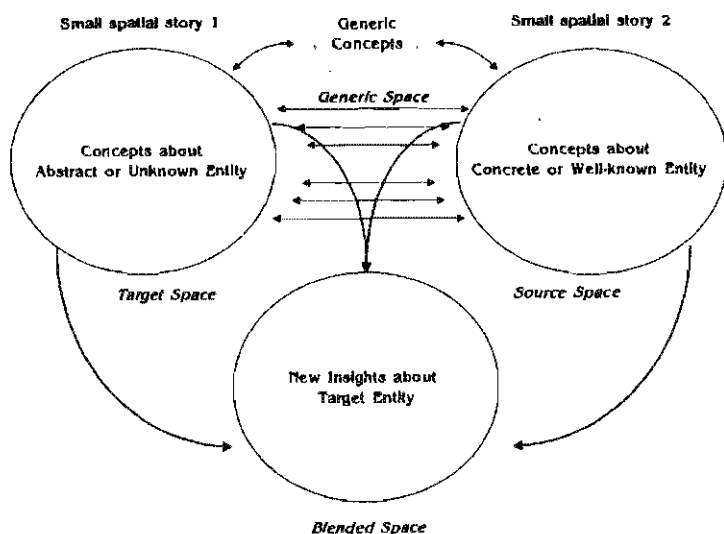 Small spatial story 1
Generic
Concepts
Small spatial story 2
Generic Space
Concepts about
Abstract or Unknown Entity
Concepts about
Concrete or Well-known Entity
Target Space
Source Space
New Insights about
Target Entity
Blended Space